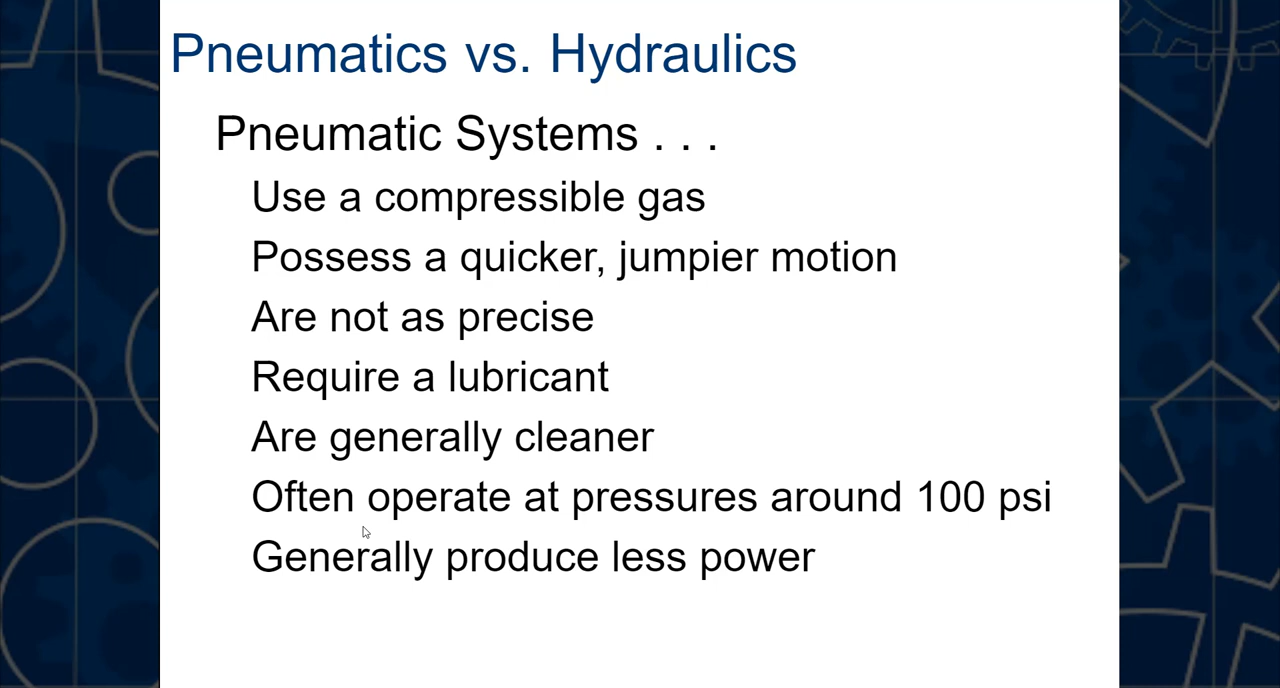 Pneumatics vs. Hydraulics
Pneumatic Systems . . .
Use a compressible gas
Possess a quicker, jumpier motion
Are not as precise
Require a lubricant
Are generally cleaner
Often operate at pressures around 100 psi
Generally produce less power